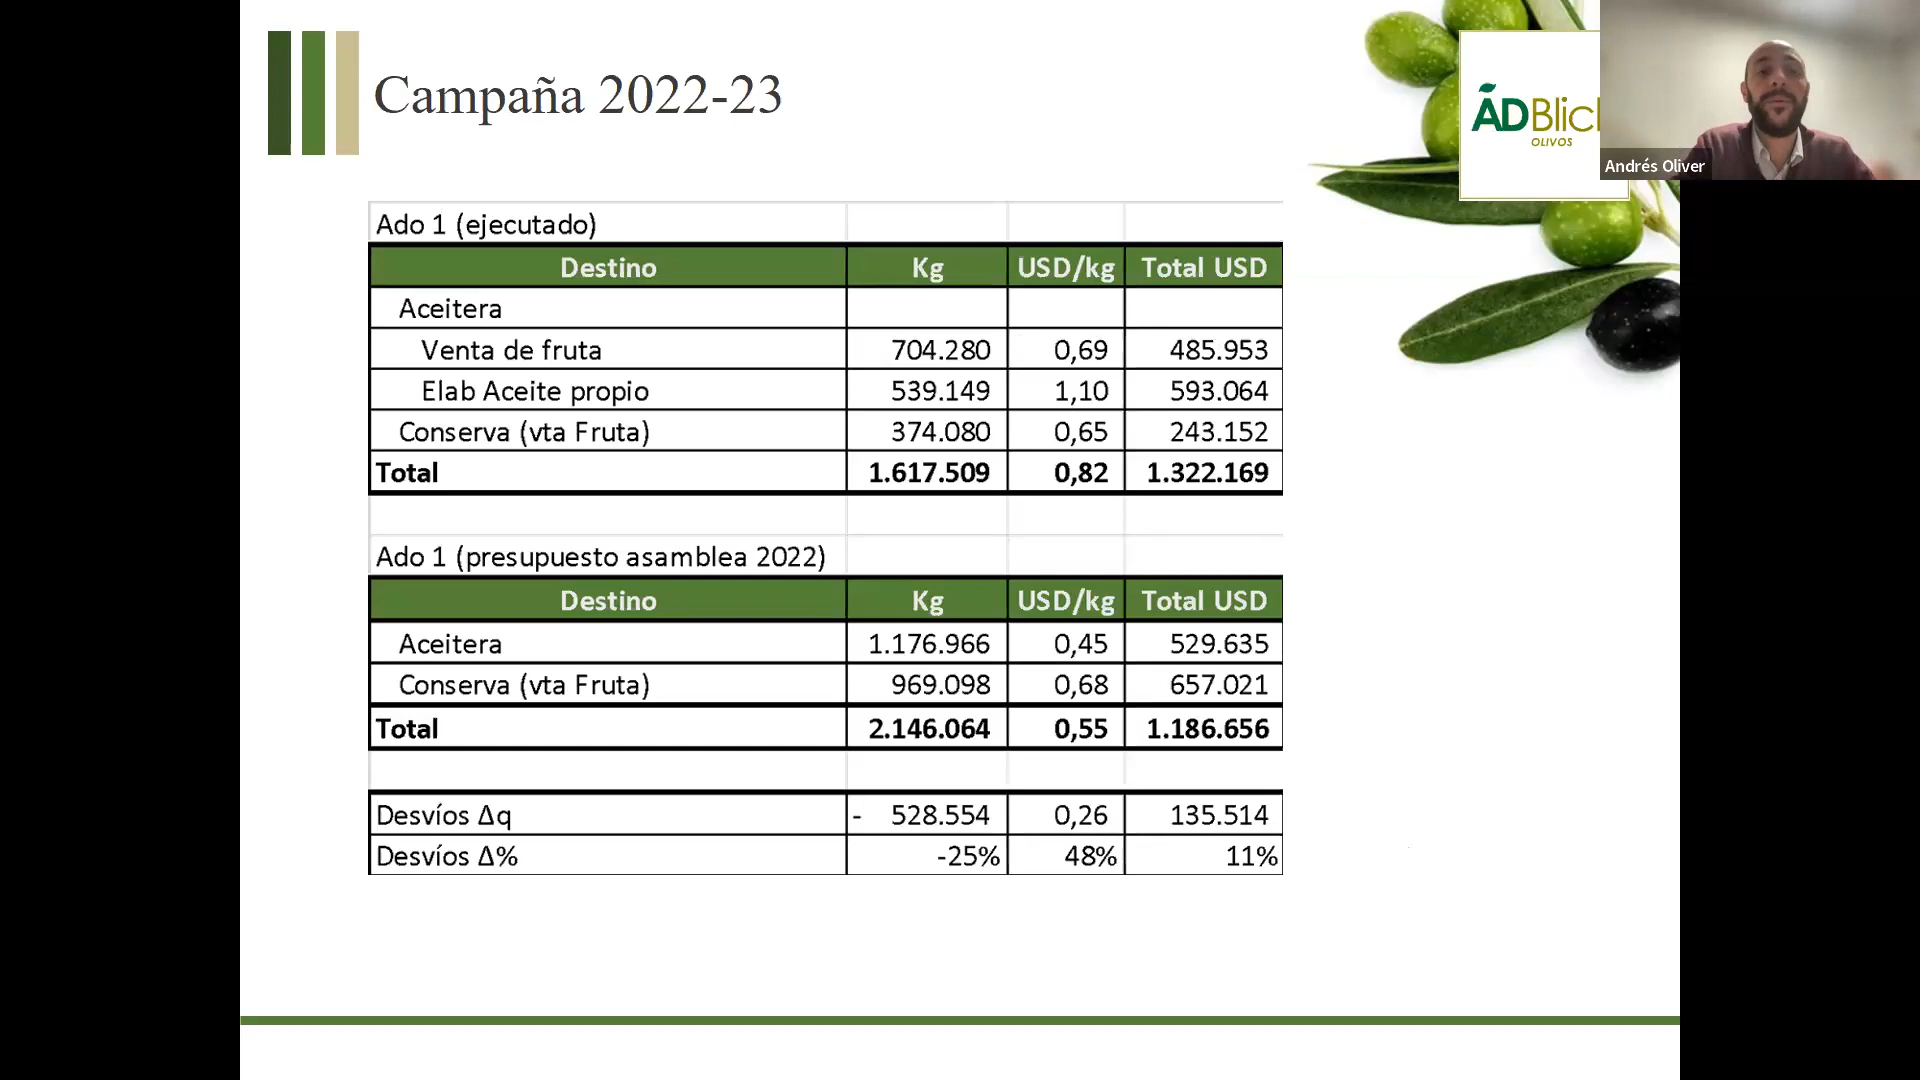 Campaña 2022-23
ÁDBlic
OLIVOS
Andrés Oliver
Ado 1 (ejecutado)
Destino Kg USD/kg Total USD
Aceitera
Venta de fruta 704.280 0,69 485.953
Elab Aceite propio 539.149 1,10 593.064
Conserva (vta Fruta) 374.080 0,65 243.152
Total 1.617.509 0,82 1.322.169
Ado 1 (presupuesto asamblea 2022)
Destino Kg USD/kg Total USD
Aceitera 1.176.966 0,45 529.635
Conserva (vta Fruta) 969.098 0,68 657.021
Total 2.146.064 0,55 1.186.656
Desvíos Δq - 528.554 0,26 135.514
Desvíos Δ% -25% 48% 11%